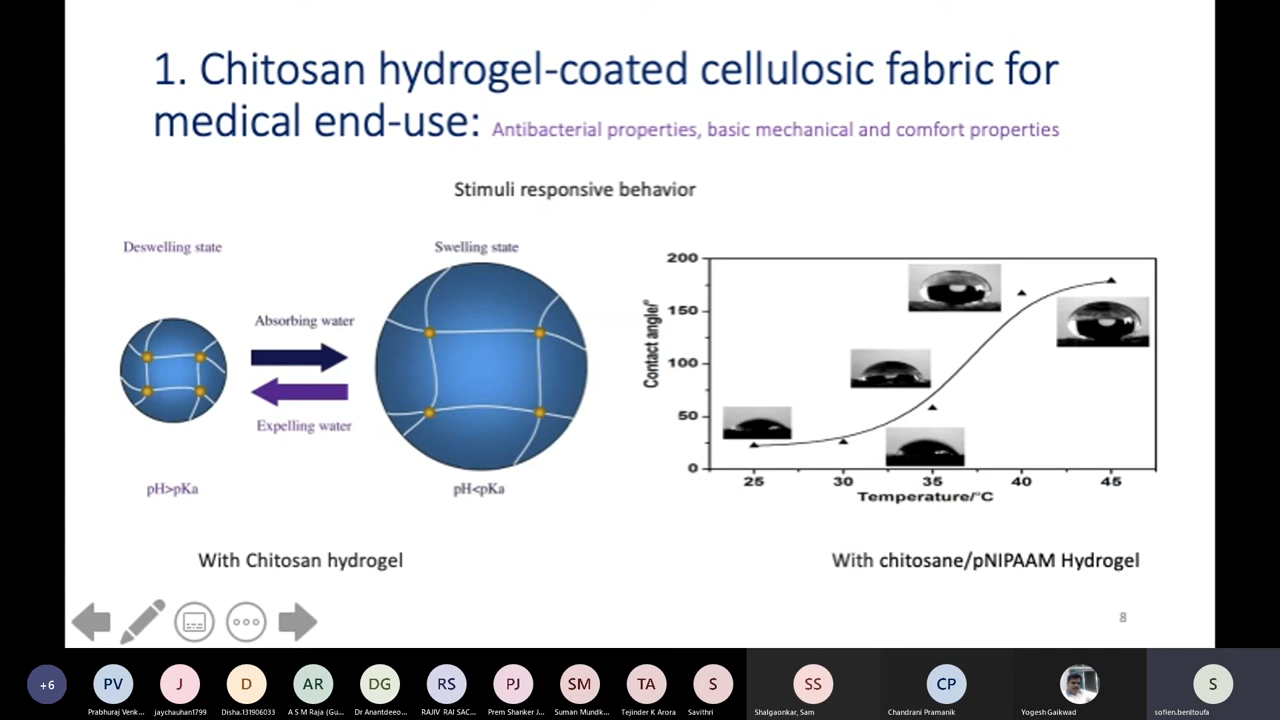 1. Chitosan hydrogel-coated cellulosic fabric for
medical end-use: Antibacterial properties, basic mechanical and comfort properties
Stimuli responsive behavior
Deswelling state
Swelling state
Absorbing water
Expelling water
pH>pKa
pH<pKa
With Chitosan hydrogel
Contact angle/°
200
150
100
50
0
25 30 35 40 45
Temperature/°C
With chitosane/pNIPAAM Hydrogel
8
+6
PV
J
D
AR
DG
RS
PJ
SM
TA
S
SS
CP
S
Prabhuraj Venk...
jaychauhan1799
Disha.131906033
A S M Raja (Gu...
Dr Anantdeeo...
RAJIV RAI SAC...
Prem Shanker J...
Suman Mundk...
Tejinder K Arora
Savithri
Shalgaonkar, Sam
Chandrani Pramanik
Yogesh Gaikwad
sofien.benltoufa